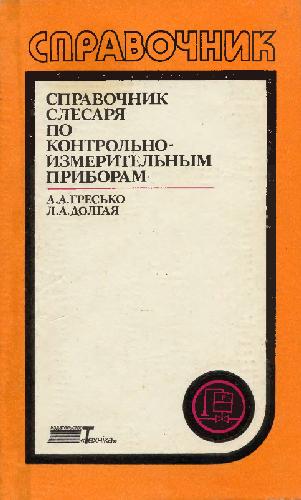 СПРАВОЧНИК
СПРАВОЧНИК
СЛЕСАРЯ
ПО
КОНТРОЛЬНО-
ИЗМЕРИТЕЛЬНЫМ
ПРИБОРАМ
А.А.ГРЕСЬКО
Л.А.ДОЛГАЯ